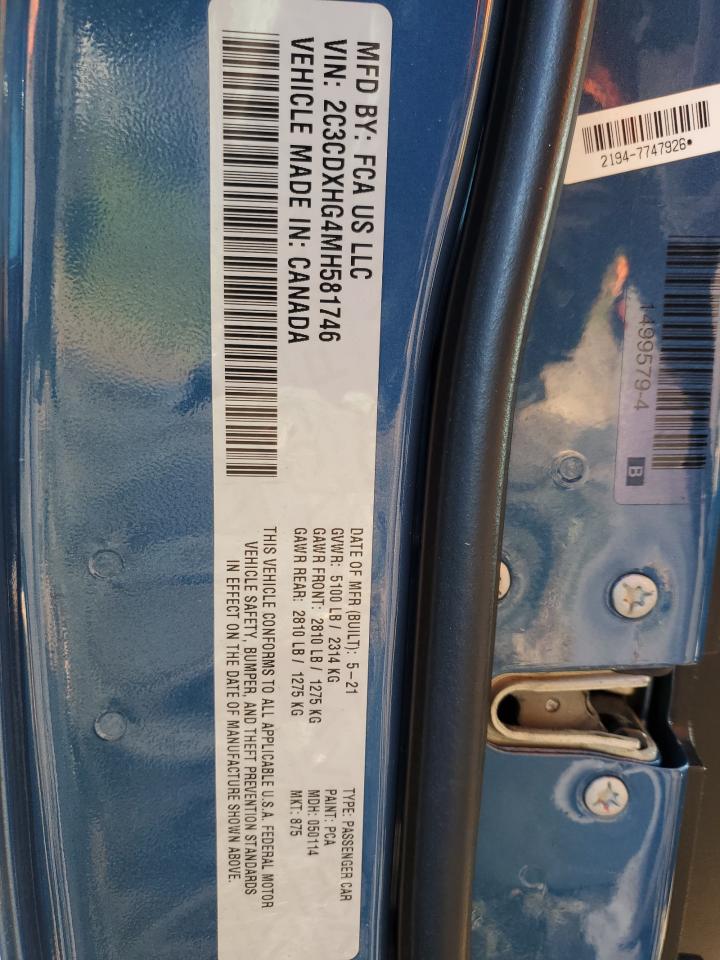 MFD BY: FCA US LLC
VIN: 2C3CDXHG4MH581746
VEHICLE MADE IN: CANADA
DATE OF MFR (BUILT): 5-21
GVWR: 5100 LB / 2314 KG
GAWR FRONT: 2810 LB / 1275 KG
GAWR REAR: 2810 LB / 1275 KG
TYPE: PASSENGER CAR
PAINT: PCA
MDH: 050114
MKT: 875
THIS VEHICLE CONFORMS TO ALL APPLICABLE U.S.A. FEDERAL MOTOR
VEHICLE SAFETY, BUMPER, AND THEFT PREVENTION STANDARDS
IN EFFECT ON THE DATE OF MANUFACTURE SHOWN ABOVE.
2194-7747926•
1499579-4
B